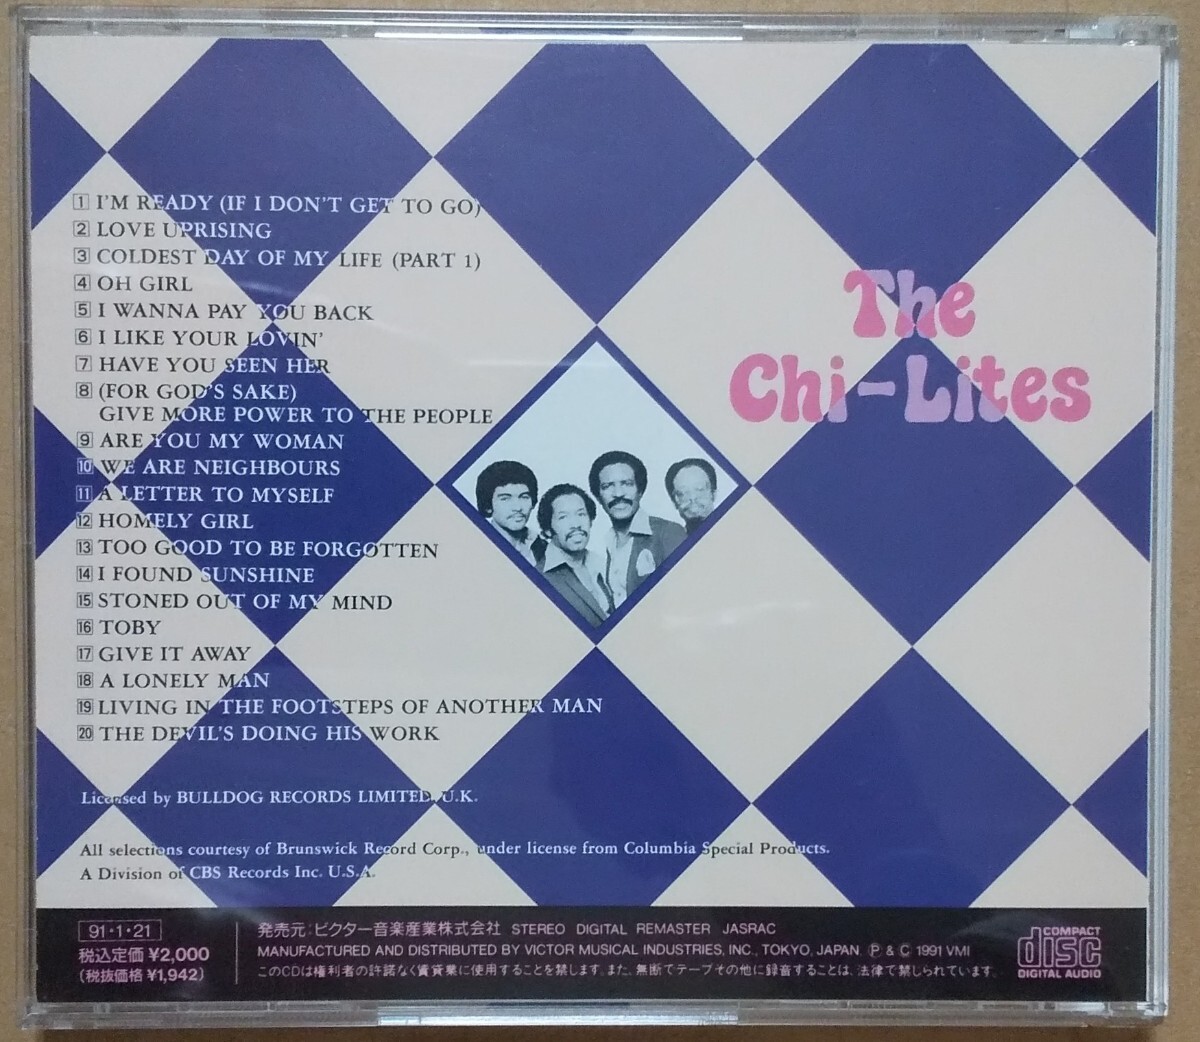 1 I'M READY (IF I DON'T GET TO GO)
2 LOVE UPRISING
3 COLDEST DAY OF MY LIFE (PART 1)
4 OH GIRL
5 I WANNA PAY YOU BACK
6 I LIKE YOUR LOVIN'
7 HAVE YOU SEEN HER
8 (FOR GOD'S SAKE)
GIVE MORE POWER TO THE PEOPLE
9 ARE YOU MY WOMAN
10 WE ARE NEIGHBOURS
11 A LETTER TO MYSELF
12 HOMELY GIRL
13 TOO GOOD TO BE FORGOTTEN
14 I FOUND SUNSHINE
15 STONED OUT OF MY MIND
16 TOBY
17 GIVE IT AWAY
18 A LONELY MAN
19 LIVING IN THE FOOTSTEPS OF ANOTHER MAN
20 THE DEVIL'S DOING HIS WORK
The
Chi-Lites
Licensed by BULLDOG RECORDS LIMITED, U.K.
All selections courtesy of Brunswick Record Corp., under license from Columbia Special Products.
A Division of CBS Records Inc. U.S.A.
91・1・21
税込定価 ¥2,000
(税抜価格 ¥1,942)
発売元:ビクター音楽産業株式会社 STEREO DIGITAL REMASTER JASRAC
MANUFACTURED AND DISTRIBUTED BY VICTOR MUSICAL INDUSTRIES, INC., TOKYO, JAPAN. Ⓟ & Ⓒ 1991 VMI
このCDは権利者の許諾なく賃貸業に使用することを禁じます。また、無断でテープその他に録音することは、法律で禁じられています。
COMPACT
disc
DIGITAL AUDIO